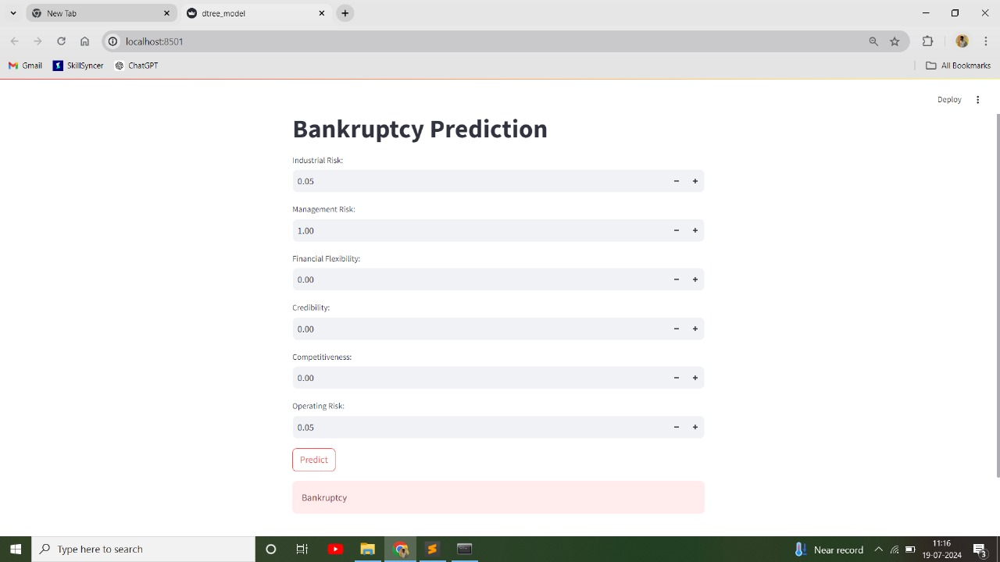 New Tab
dtree_model
localhost:8501
Gmail
SkillSyncer
ChatGPT
All Bookmarks
Deploy
Bankruptcy Prediction
Industrial Risk:
0.05
Management Risk:
1.00
Financial Flexibility:
0.00
Credibility:
0.00
Competitiveness:
0.00
Operating Risk:
0.05
Predict
Bankruptcy
Type here to search
Near record
11:16
19-07-2024
3